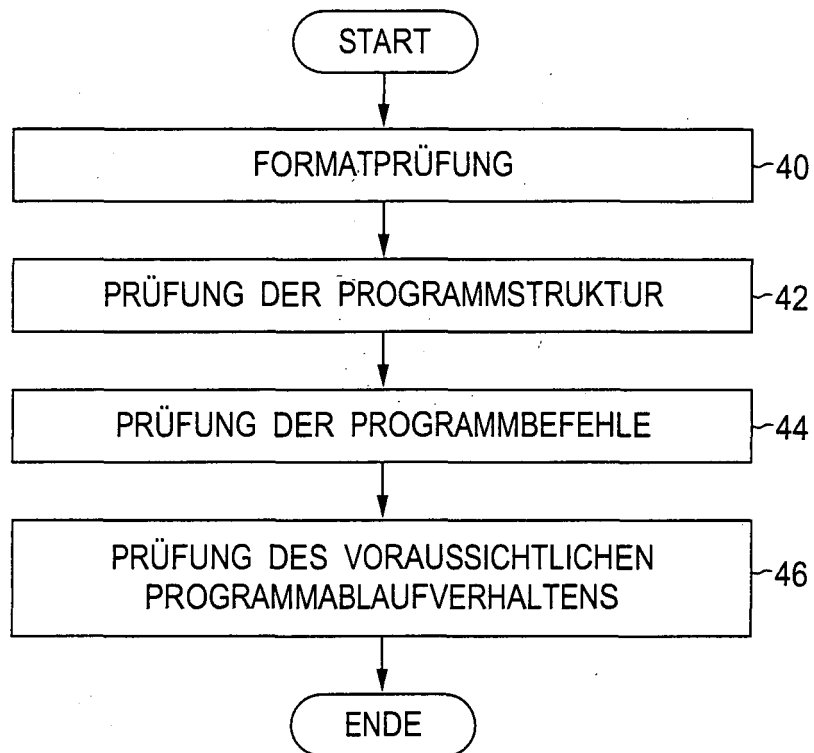 START
FORMATPRÜFUNG
40
PRÜFUNG DER PROGRAMMSTRUKTUR
42
PRÜFUNG DER PROGRAMMBEFEHLE
44
PRÜFUNG DES VORAUSSICHTLICHEN
PROGRAMMABLAUFVERHALTENS
46
ENDE